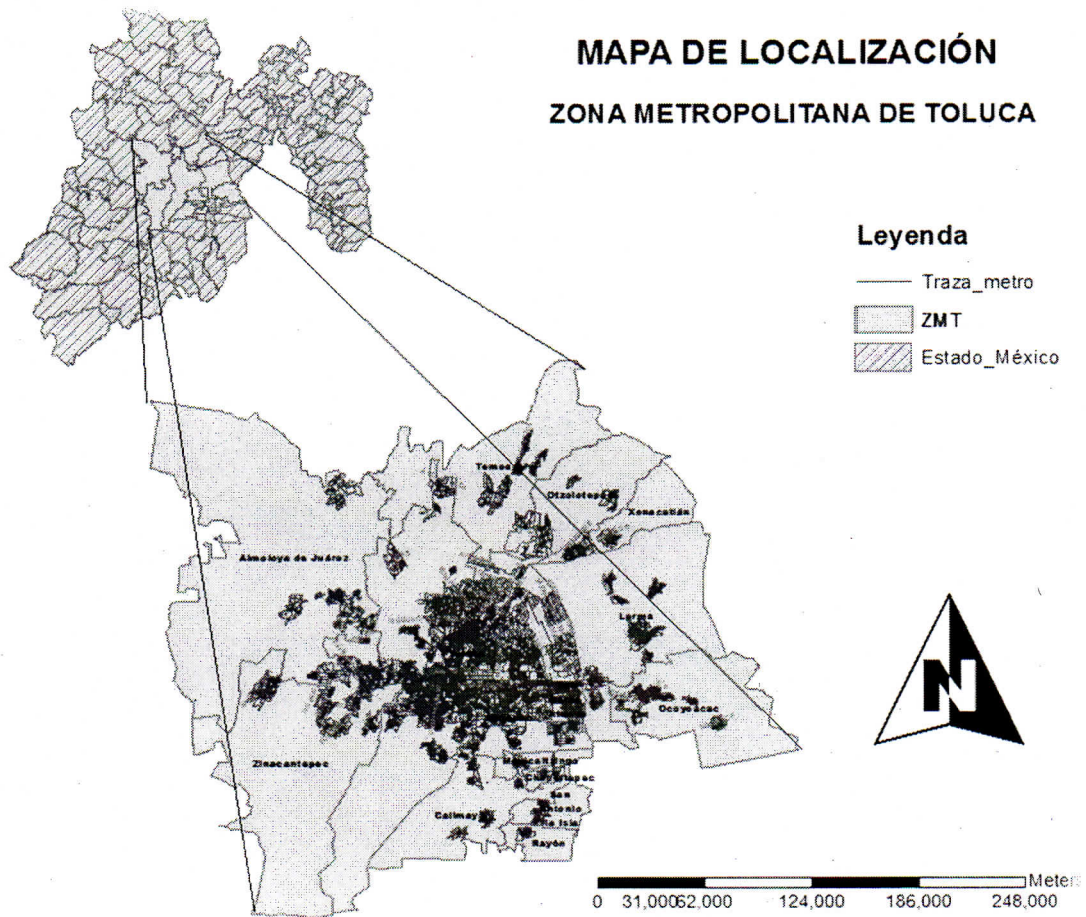 MAPA DE LOCALIZACIÓN
ZONA METROPOLITANA DE TOLUCA
Leyenda
Traza_metro
ZMT
Estado_México
Otzolotepec
Xonacatlán
Almoloya de Juárez
Lerma
Ocoyoacac
Zinacantepec
San
Antonio
la Isla
Calimaya
Rayón
N
Meters
0 31,000 62,000 124,000 186,000 248,000